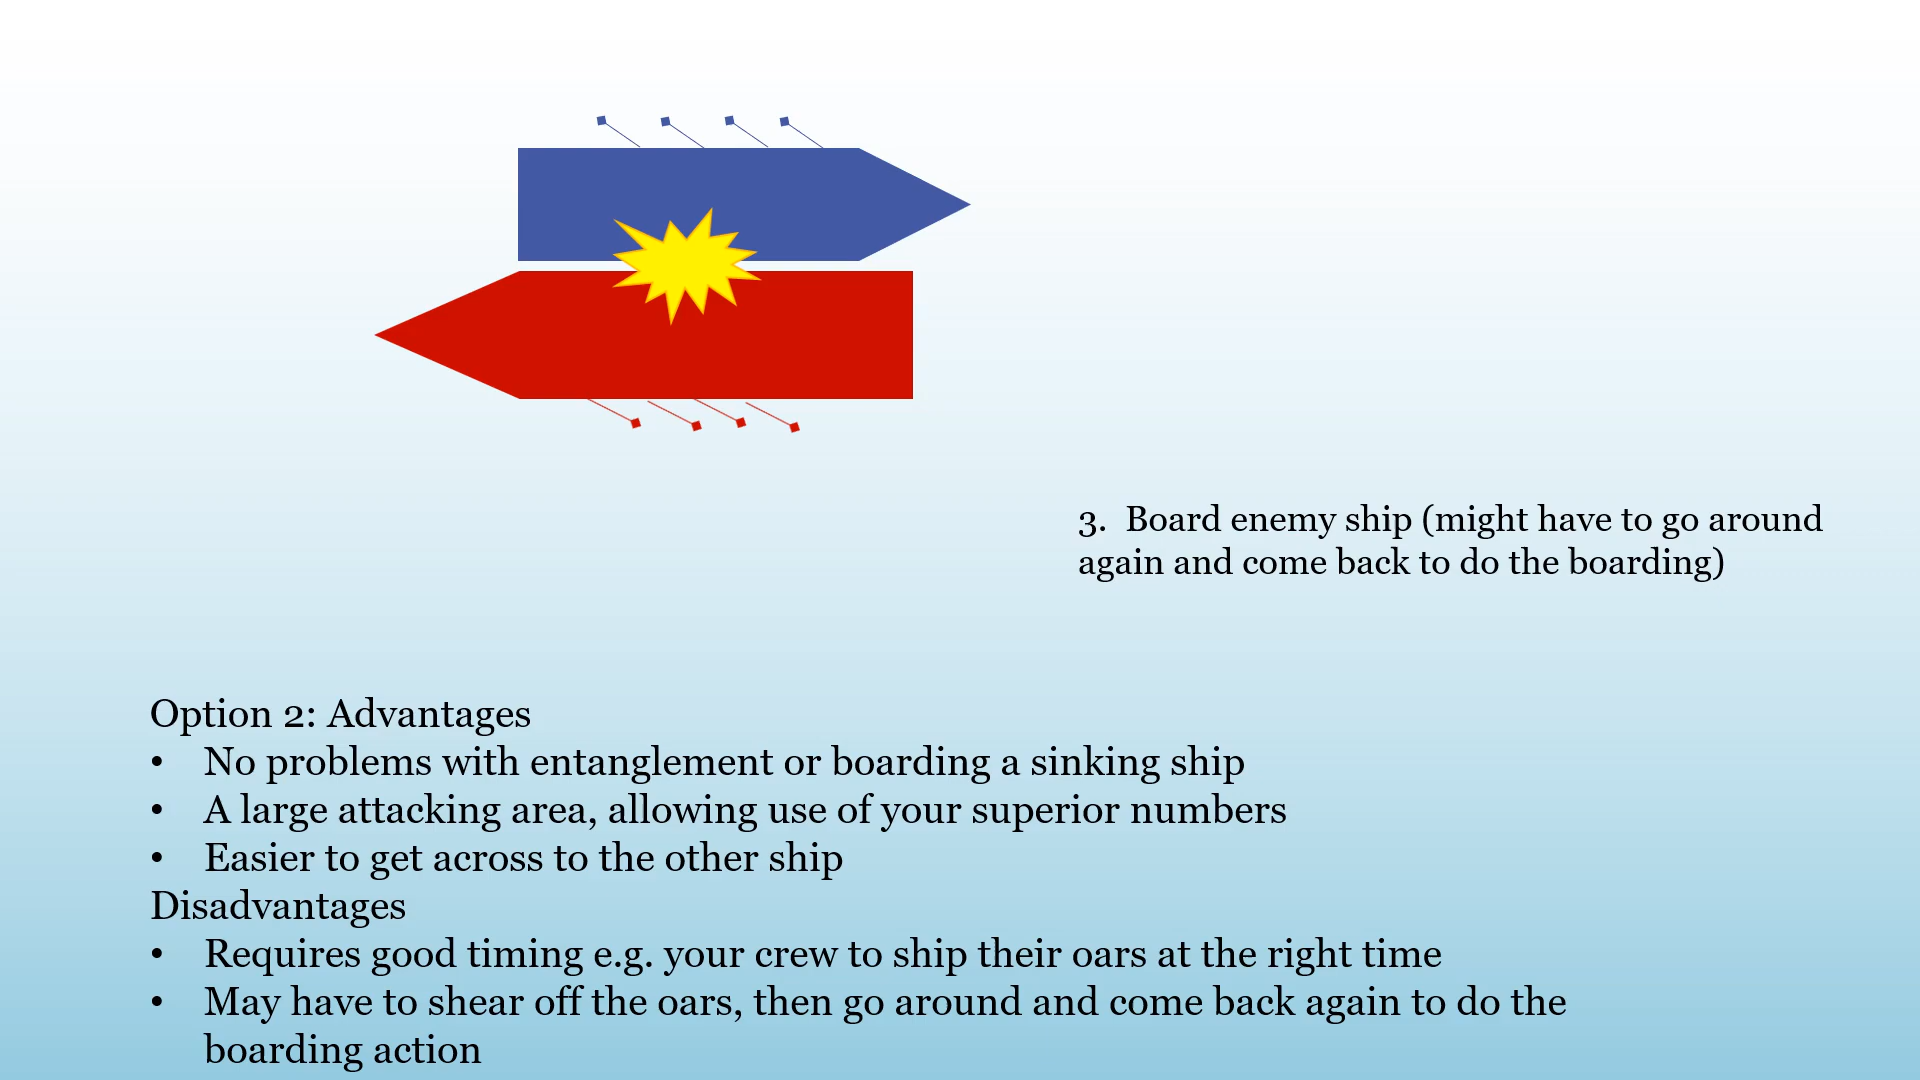 3. Board enemy ship (might have to go around
again and come back to do the boarding)
Option 2: Advantages
• No problems with entanglement or boarding a sinking ship
• A large attacking area, allowing use of your superior numbers
• Easier to get across to the other ship
Disadvantages
• Requires good timing e.g. your crew to ship their oars at the right time
• May have to shear off the oars, then go around and come back again to do the
boarding action